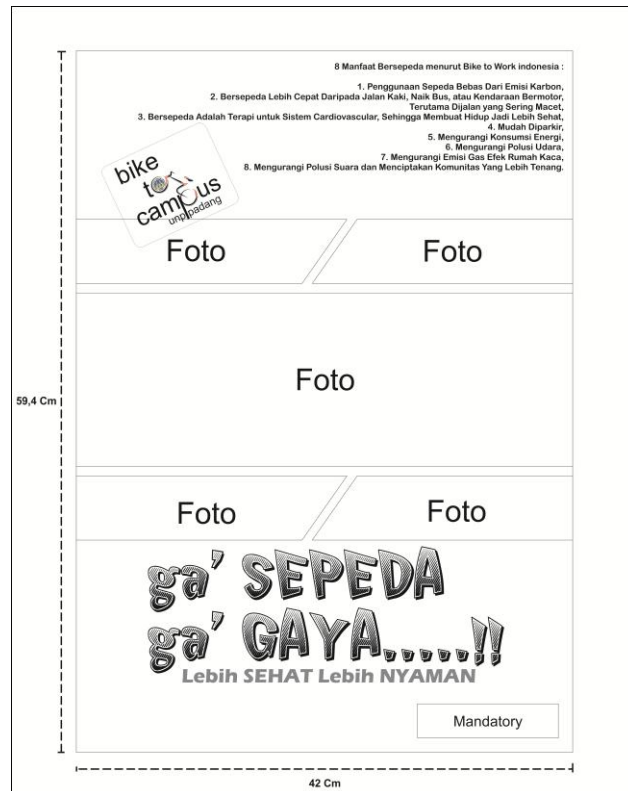 8 Manfaat Bersepeda menurut Bike to Work indonesia :
1. Penggunaan Sepeda Bebas Dari Emisi Karbon,
2. Bersepeda Lebih Cepat Daripada Jalan Kaki, Naik Bus, atau Kendaraan Bermotor,
Terutama Dijalan yang Sering Macet,
3. Bersepeda Adalah Terapi untuk Sistem Cardiovascular, Sehingga Membuat Hidup Jadi Lebih Sehat,
4. Mudah Diparkir,
5. Mengurangi Konsumsi Energi,
6. Mengurangi Polusi Udara,
7. Mengurangi Emisi Gas Efek Rumah Kaca,
8. Mengurangi Polusi Suara dan Menciptakan Komunitas Yang Lebih Tenang.
bike
to
campus
unp padang
Foto
Foto
Foto
59,4 Cm
Foto
Foto
ga' SEPEDA
ga' GAYA.....!!
Lebih SEHAT Lebih NYAMAN
Mandatory
42 Cm